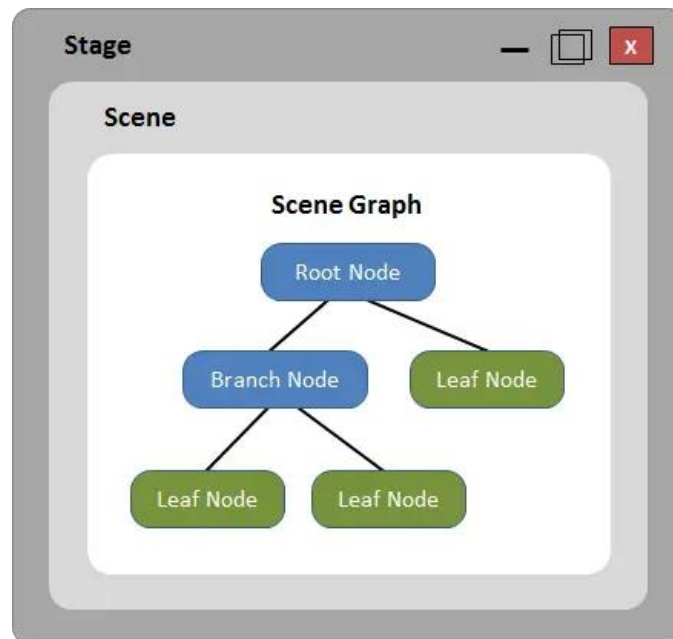 Stage
X
Scene
Scene Graph
Root Node
Branch Node
Leaf Node
Leaf Node
Leaf Node